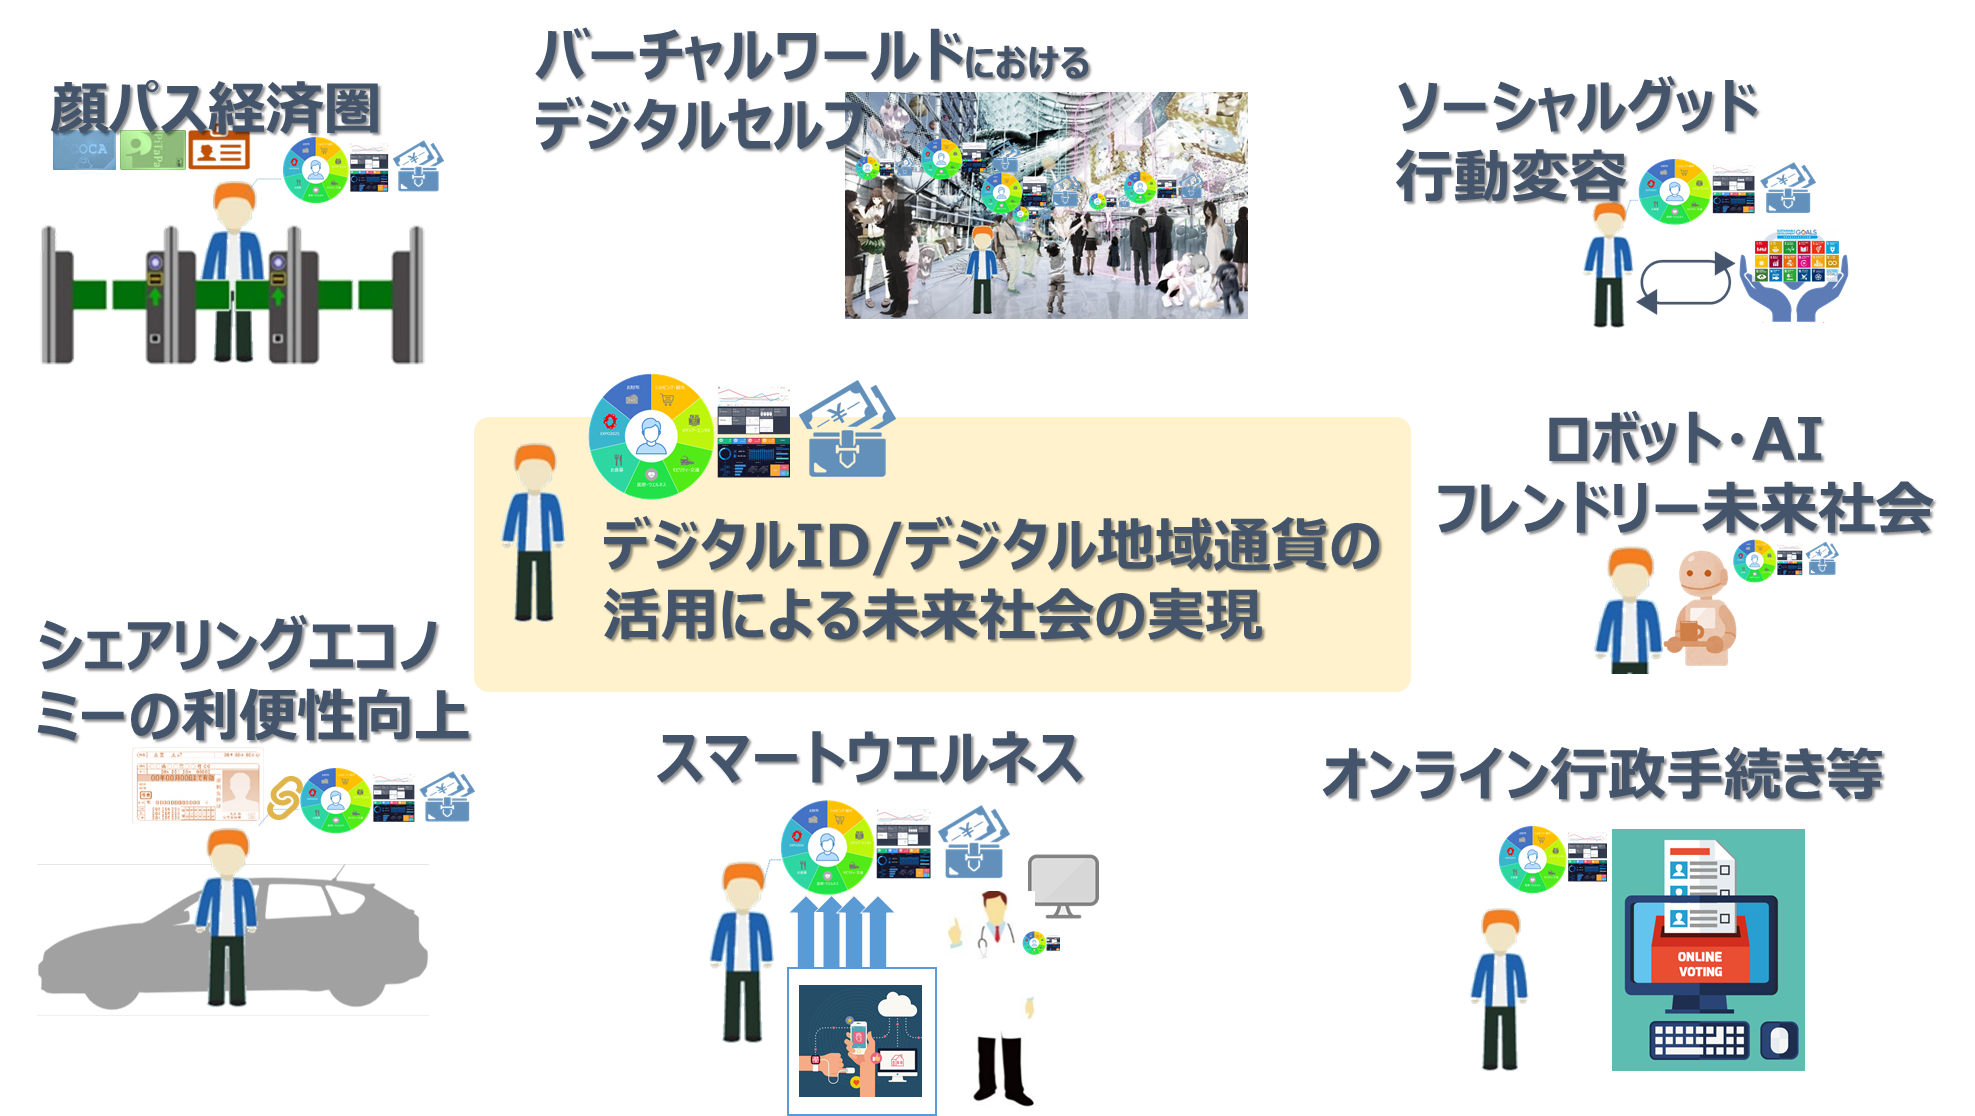 顔パス経済圏
バーチャルワールドにおける
デジタルセルフ
ソーシャルグッド
行動変容
GOALS
ロボット・AI
フレンドリー未来社会
デジタルID/デジタル地域通貨の
活用による未来社会の実現
シェアリングエコノ
ミーの利便性向上
スマートウエルネス
オンライン行政手続き等
ONLINE
VOTING